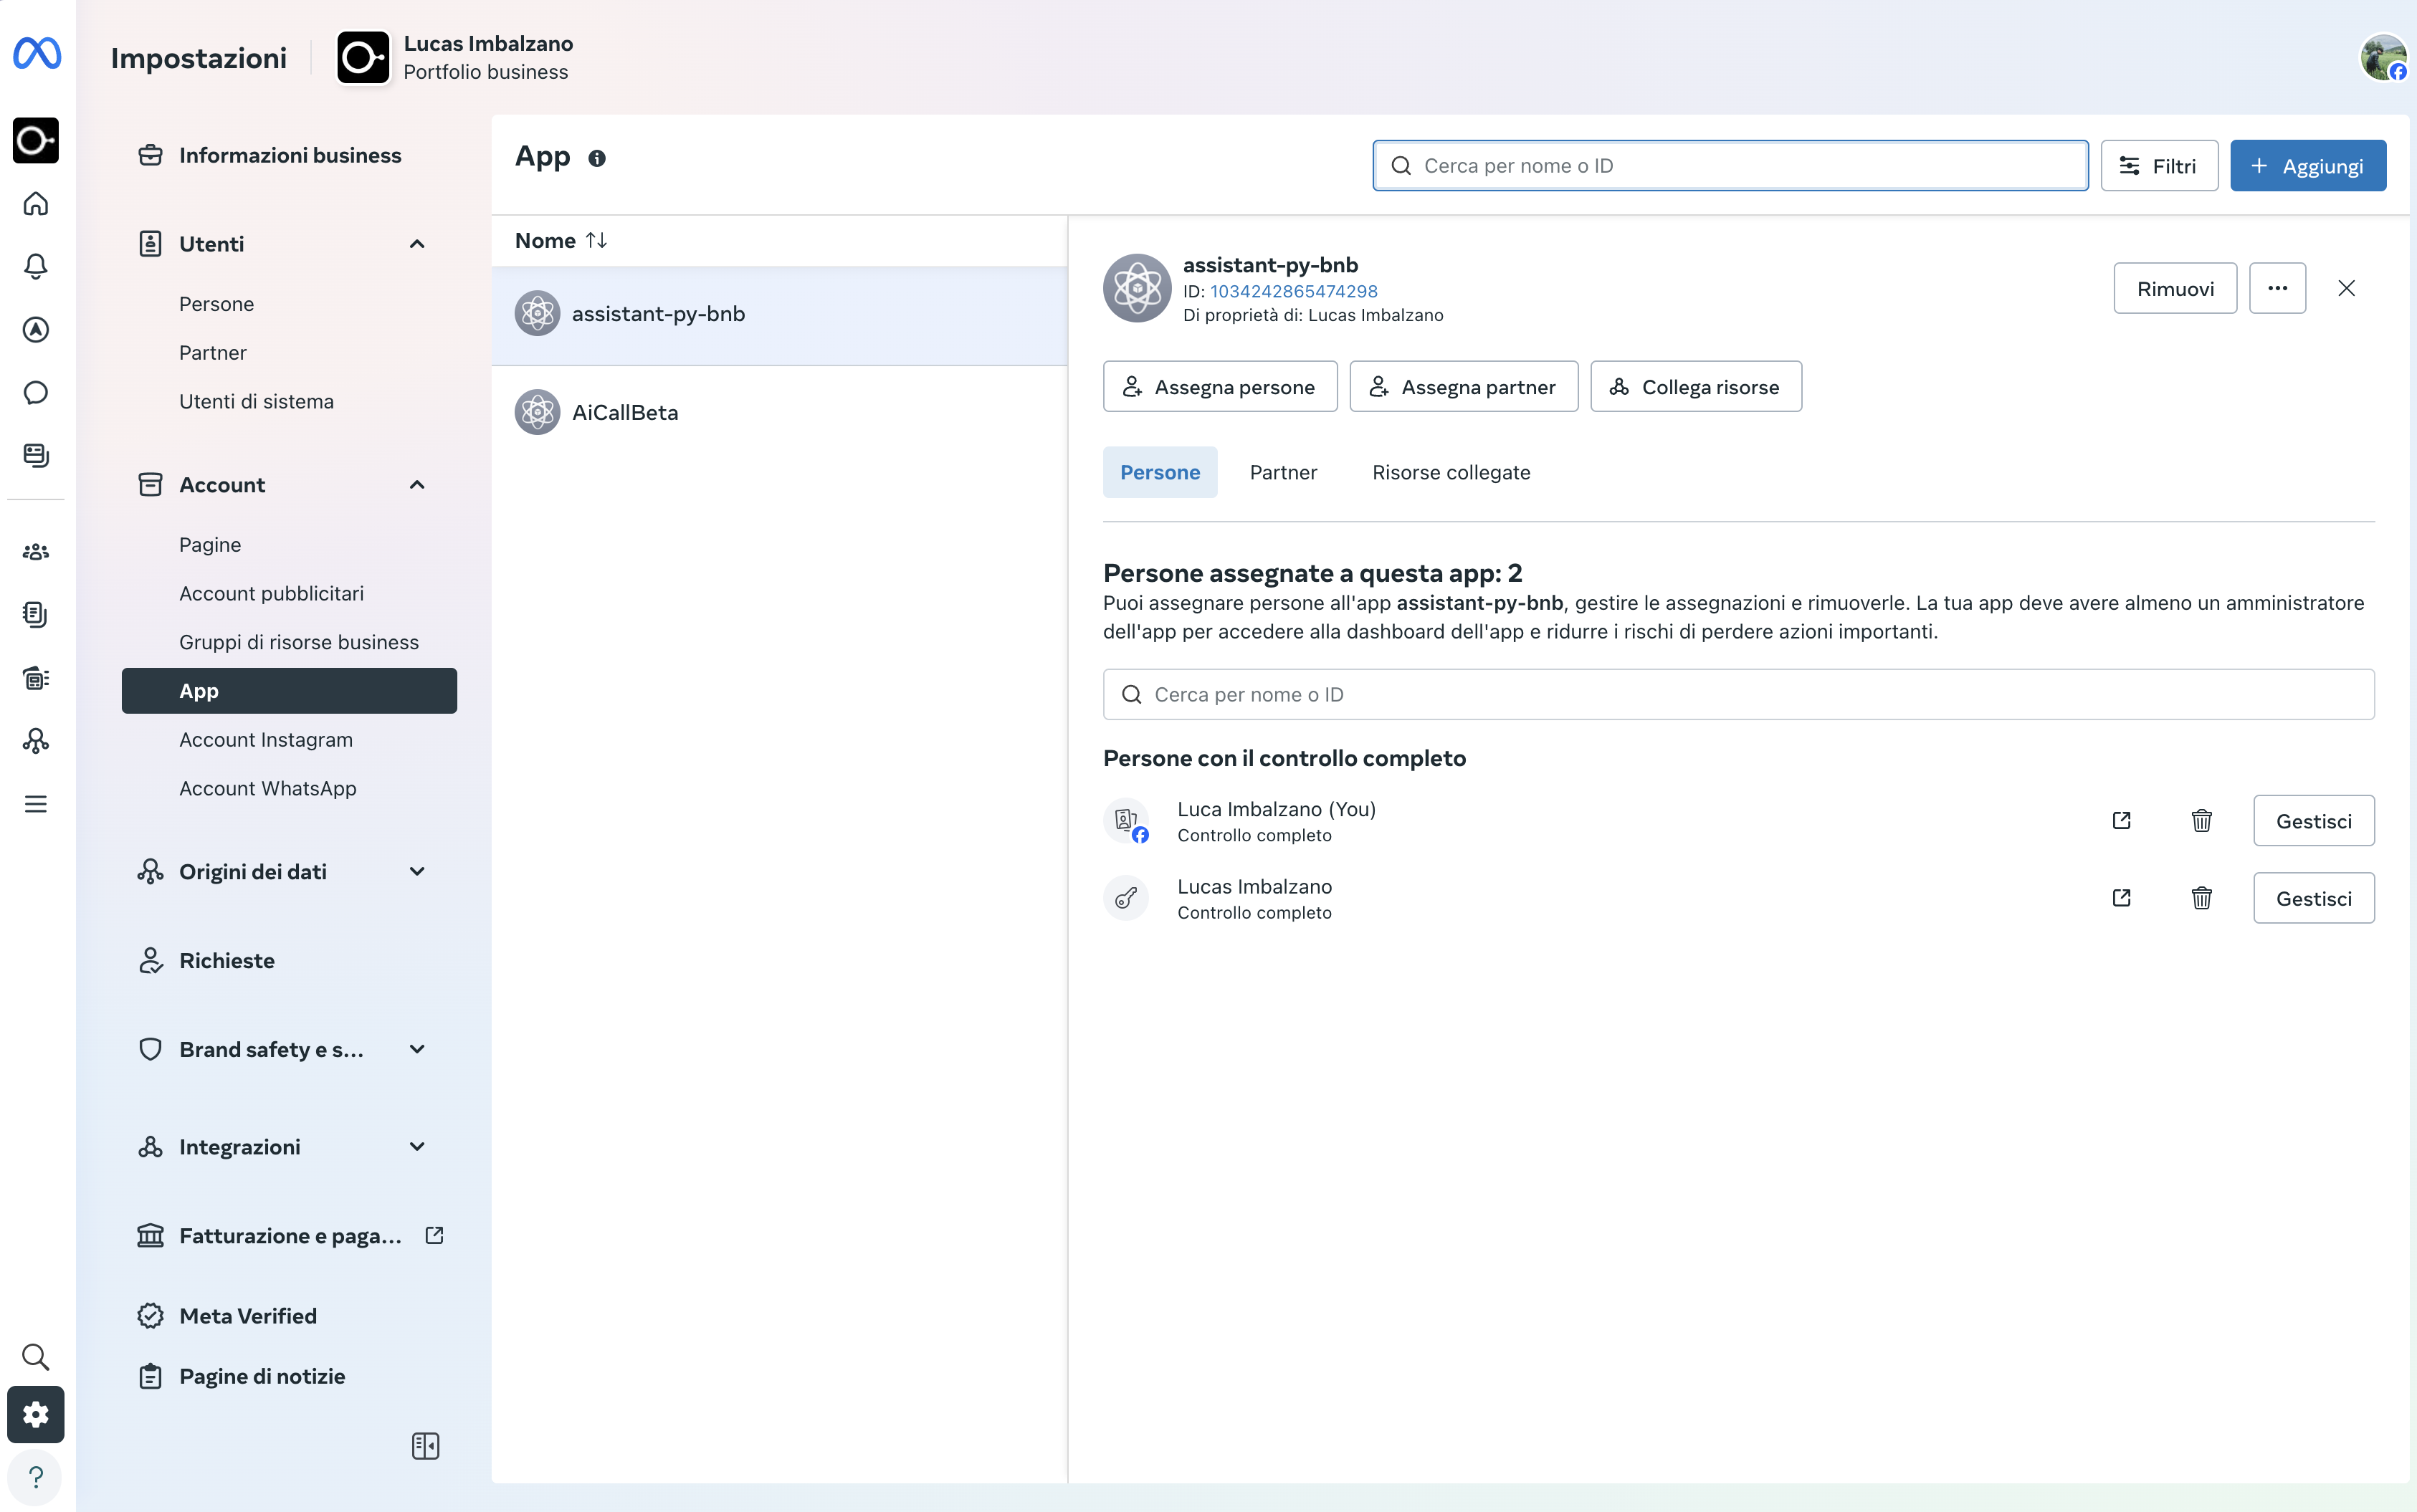 Impostazioni
Lucas Imbalzano
Portfolio business
Informazioni business
Utenti
Persone
Partner
Utenti di sistema
Account
Pagine
Account pubblicitari
Gruppi di risorse business
App
Account Instagram
Account WhatsApp
Origini dei dati
Richieste
Brand safety e s...
Integrazioni
Fatturazione e paga...
Meta Verified
Pagine di notizie
?
App
Cerca per nome o ID
Filtri
+ Aggiungi
Nome ↑↓
assistant-py-bnb
AiCallBeta
assistant-py-bnb
ID: 1034242865474298
Di proprietà di: Lucas Imbalzano
Rimuovi
...
Assegna persone
Assegna partner
Collega risorse
Persone
Partner
Risorse collegate
Persone assegnate a questa app: 2
Puoi assegnare persone all'app assistant-py-bnb, gestire le assegnazioni e rimuoverle. La tua app deve avere almeno un amministratore
dell'app per accedere alla dashboard dell'app e ridurre i rischi di perdere azioni importanti.
Cerca per nome o ID
Persone con il controllo completo
Luca Imbalzano (You)
Controllo completo
Gestisci
Lucas Imbalzano
Controllo completo
Gestisci